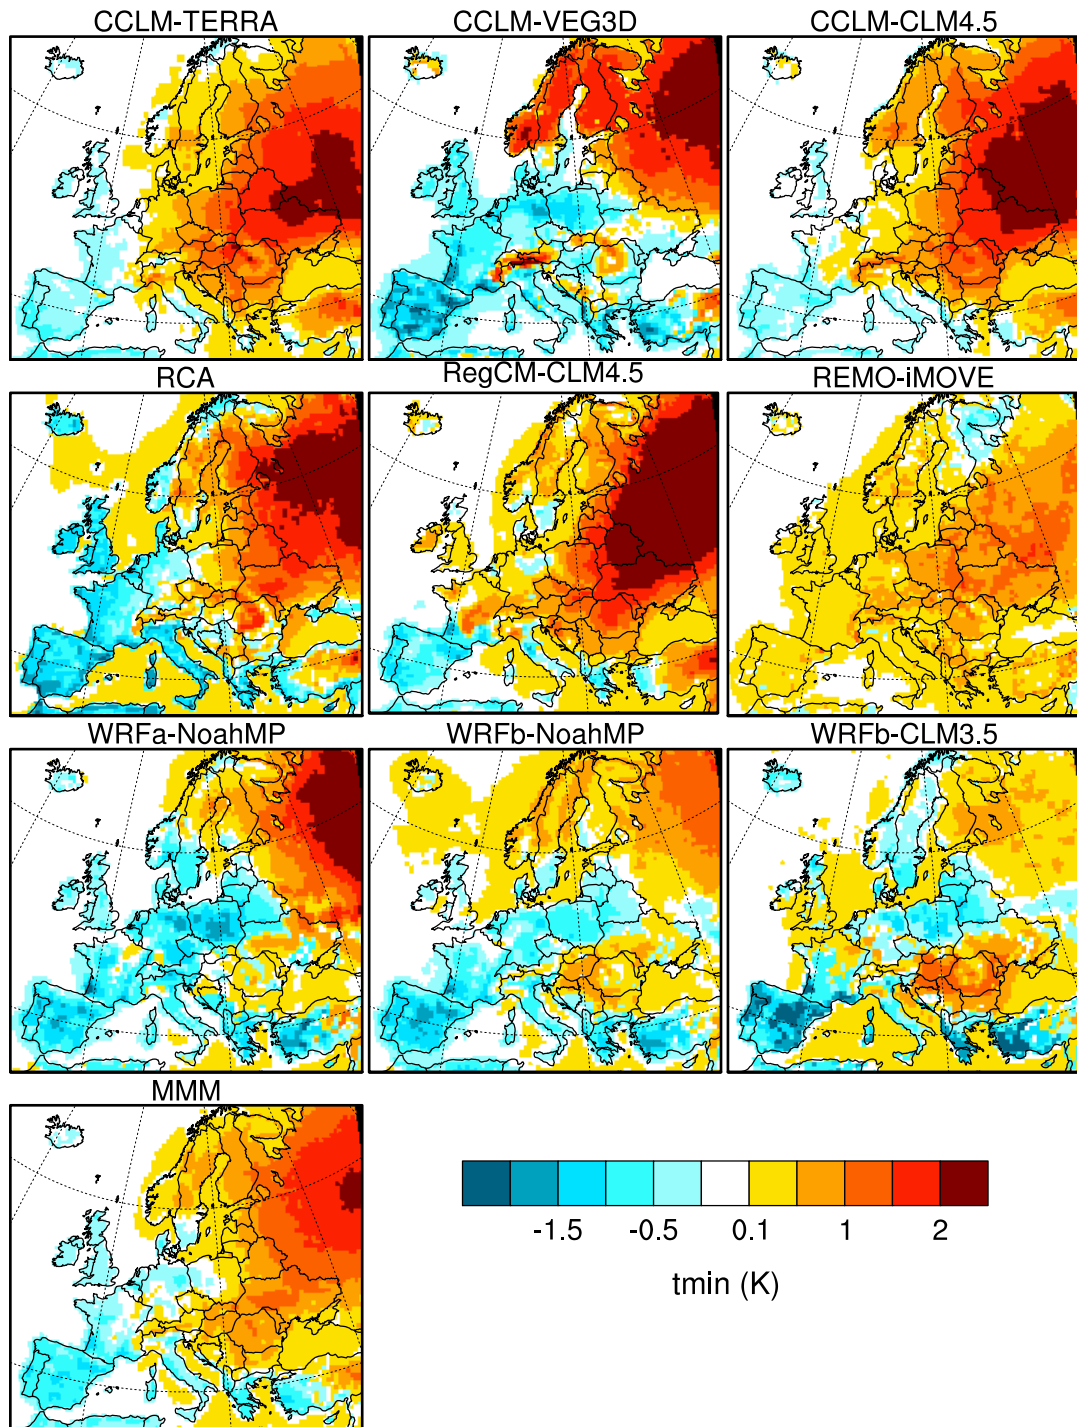 CCLM-TERRA
CCLM-VEG3D
CCLM-CLM4.5
RCA
RegCM-CLM4.5
REMO-iMOVE
WRFa-NoahMP
WRFb-NoahMP
WRFb-CLM3.5
MMM
-1.5 -0.5 0.1 1 2
tmin (K)